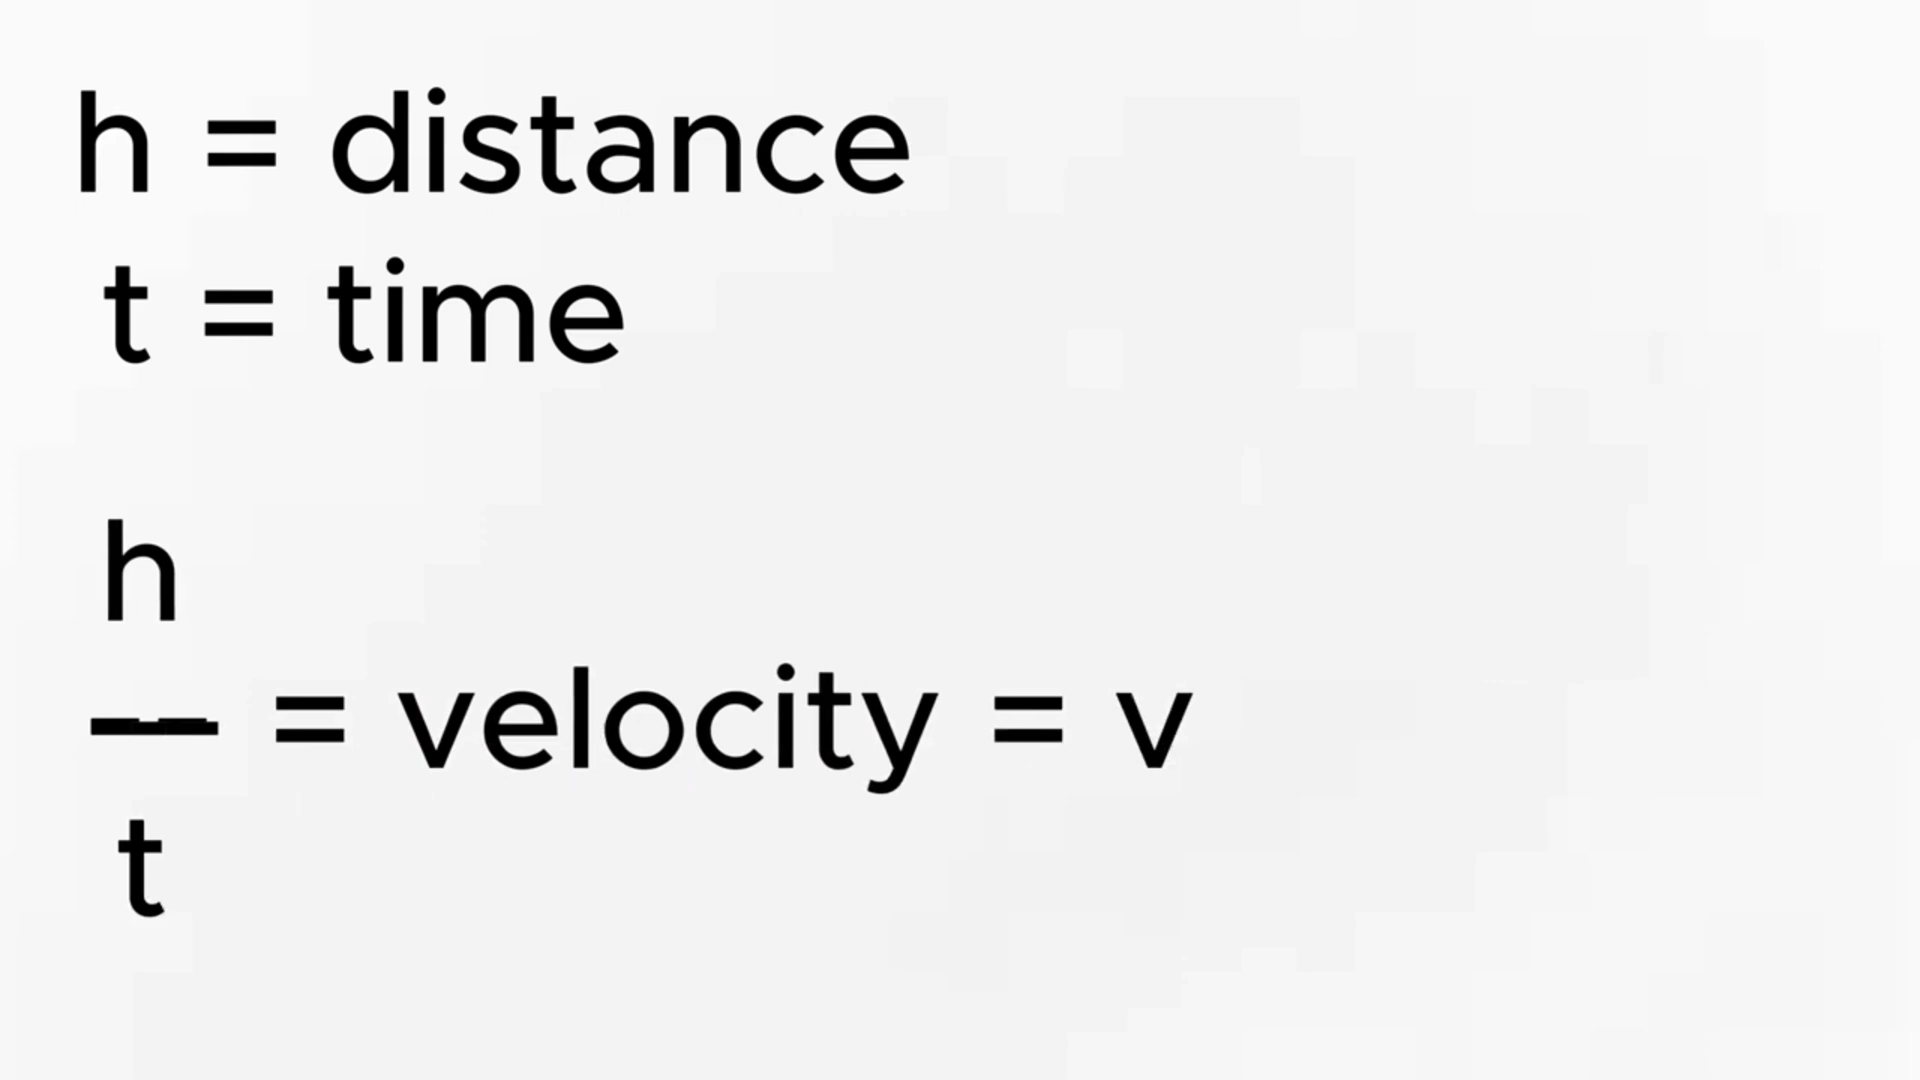 h = distance
t = time
h
— = velocity = v
t